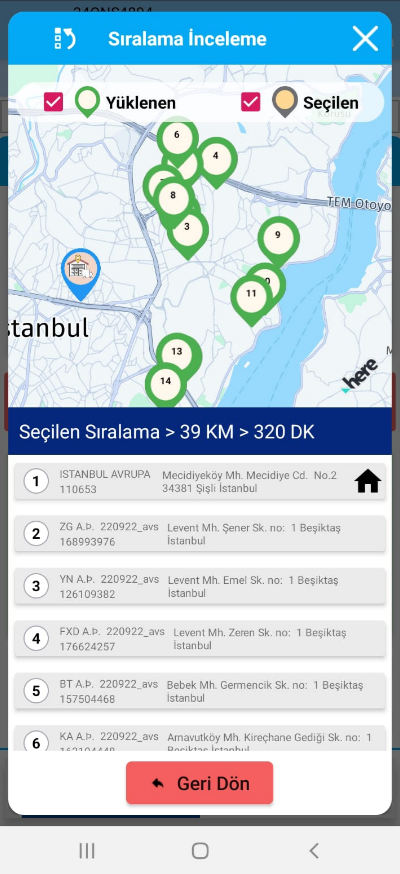 Sıralama İnceleme
Yüklenen
Seçilen
Korusu
6
4
8
3
TEM Otoyo
9
11
stanbul
13
14
here
Seçilen Sıralama > 39 KM > 320 DK
1
ISTANBUL AVRUPA
110653
Mecidiyeköy Mh. Mecidiye Cd. No.2
34381 Şişli İstanbul
2
ZG A.Þ. 220922_avs
168993976
Levent Mh. Şener Sk. no: 1 Beşiktaş
İstanbul
3
YN A.Þ. 220922_avs
126109382
Levent Mh. Emel Sk. no: 1 Beşiktaş
İstanbul
4
FXD A.Þ. 220922_avs
176624257
Levent Mh. Zeren Sk. no: 1 Beşiktaş
İstanbul
5
BT A.Þ. 220922_avs
157504468
Bebek Mh. Germencik Sk. no: 1 Beşiktaş
İstanbul
6
KA A.Þ. 220922_avs
Arnavutköy Mh. Kireçhane Gediği Sk. no: 1
Beşiktaş İstanbul
Geri Dön